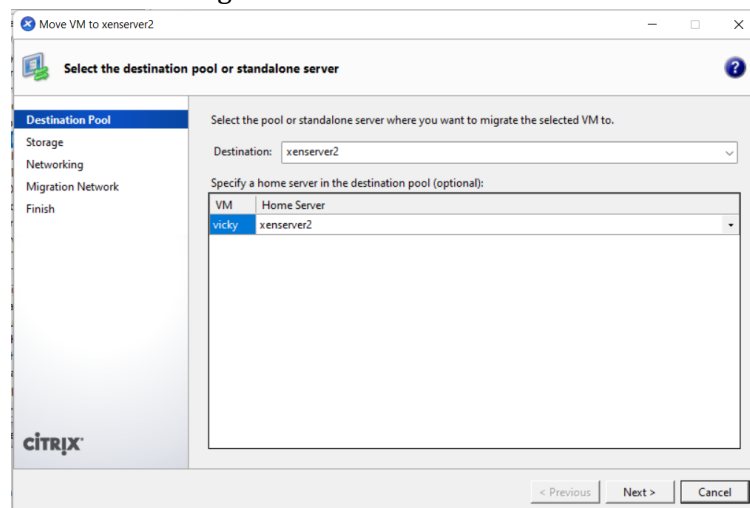 Move VM to xenserver2
Select the destination pool or standalone server
?
Destination Pool
Storage
Networking
Migration Network
Finish
Select the pool or standalone server where you want to migrate the selected VM to.
Destination: xenserver2
Specify a home server in the destination pool (optional):
VM Home Server
vicky xenserver2
CITRIX
< Previous Next > Cancel